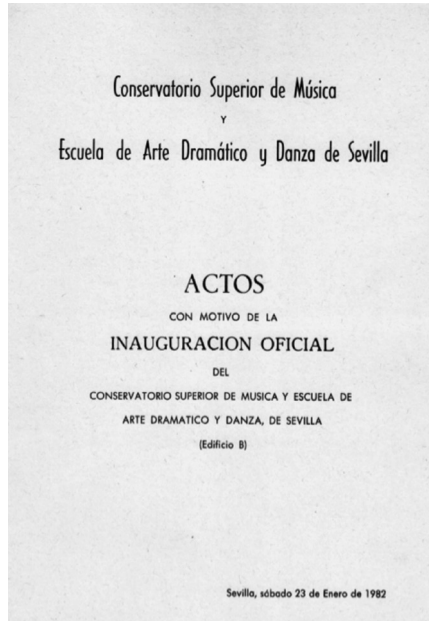 Conservatorio Superior de Música
Y
Escuela de Arte Dramático y Danza de Sevilla
ACTOS
CON MOTIVO DE LA
INAUGURACION OFICIAL
DEL
CONSERVATORIO SUPERIOR DE MUSICA Y ESCUELA DE
ARTE DRAMATICO Y DANZA, DE SEVILLA
(Edificio B)
Sevilla, sábado 23 de Enero de 1982